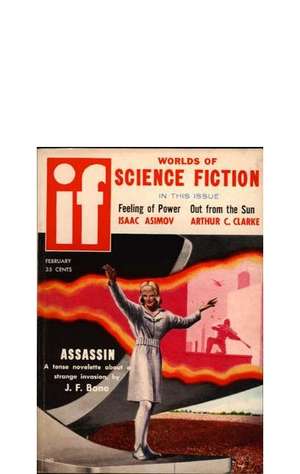 if
WORLDS OF
SCIENCE FICTION
IN THIS ISSUE
Feeling of Power
ISAAC ASIMOV
Out from the Sun
ARTHUR C. CLARKE
FEBRUARY
35 CENTS
ASSASSIN
A tense novelette about a
strange invasion, by
J. F. Bone